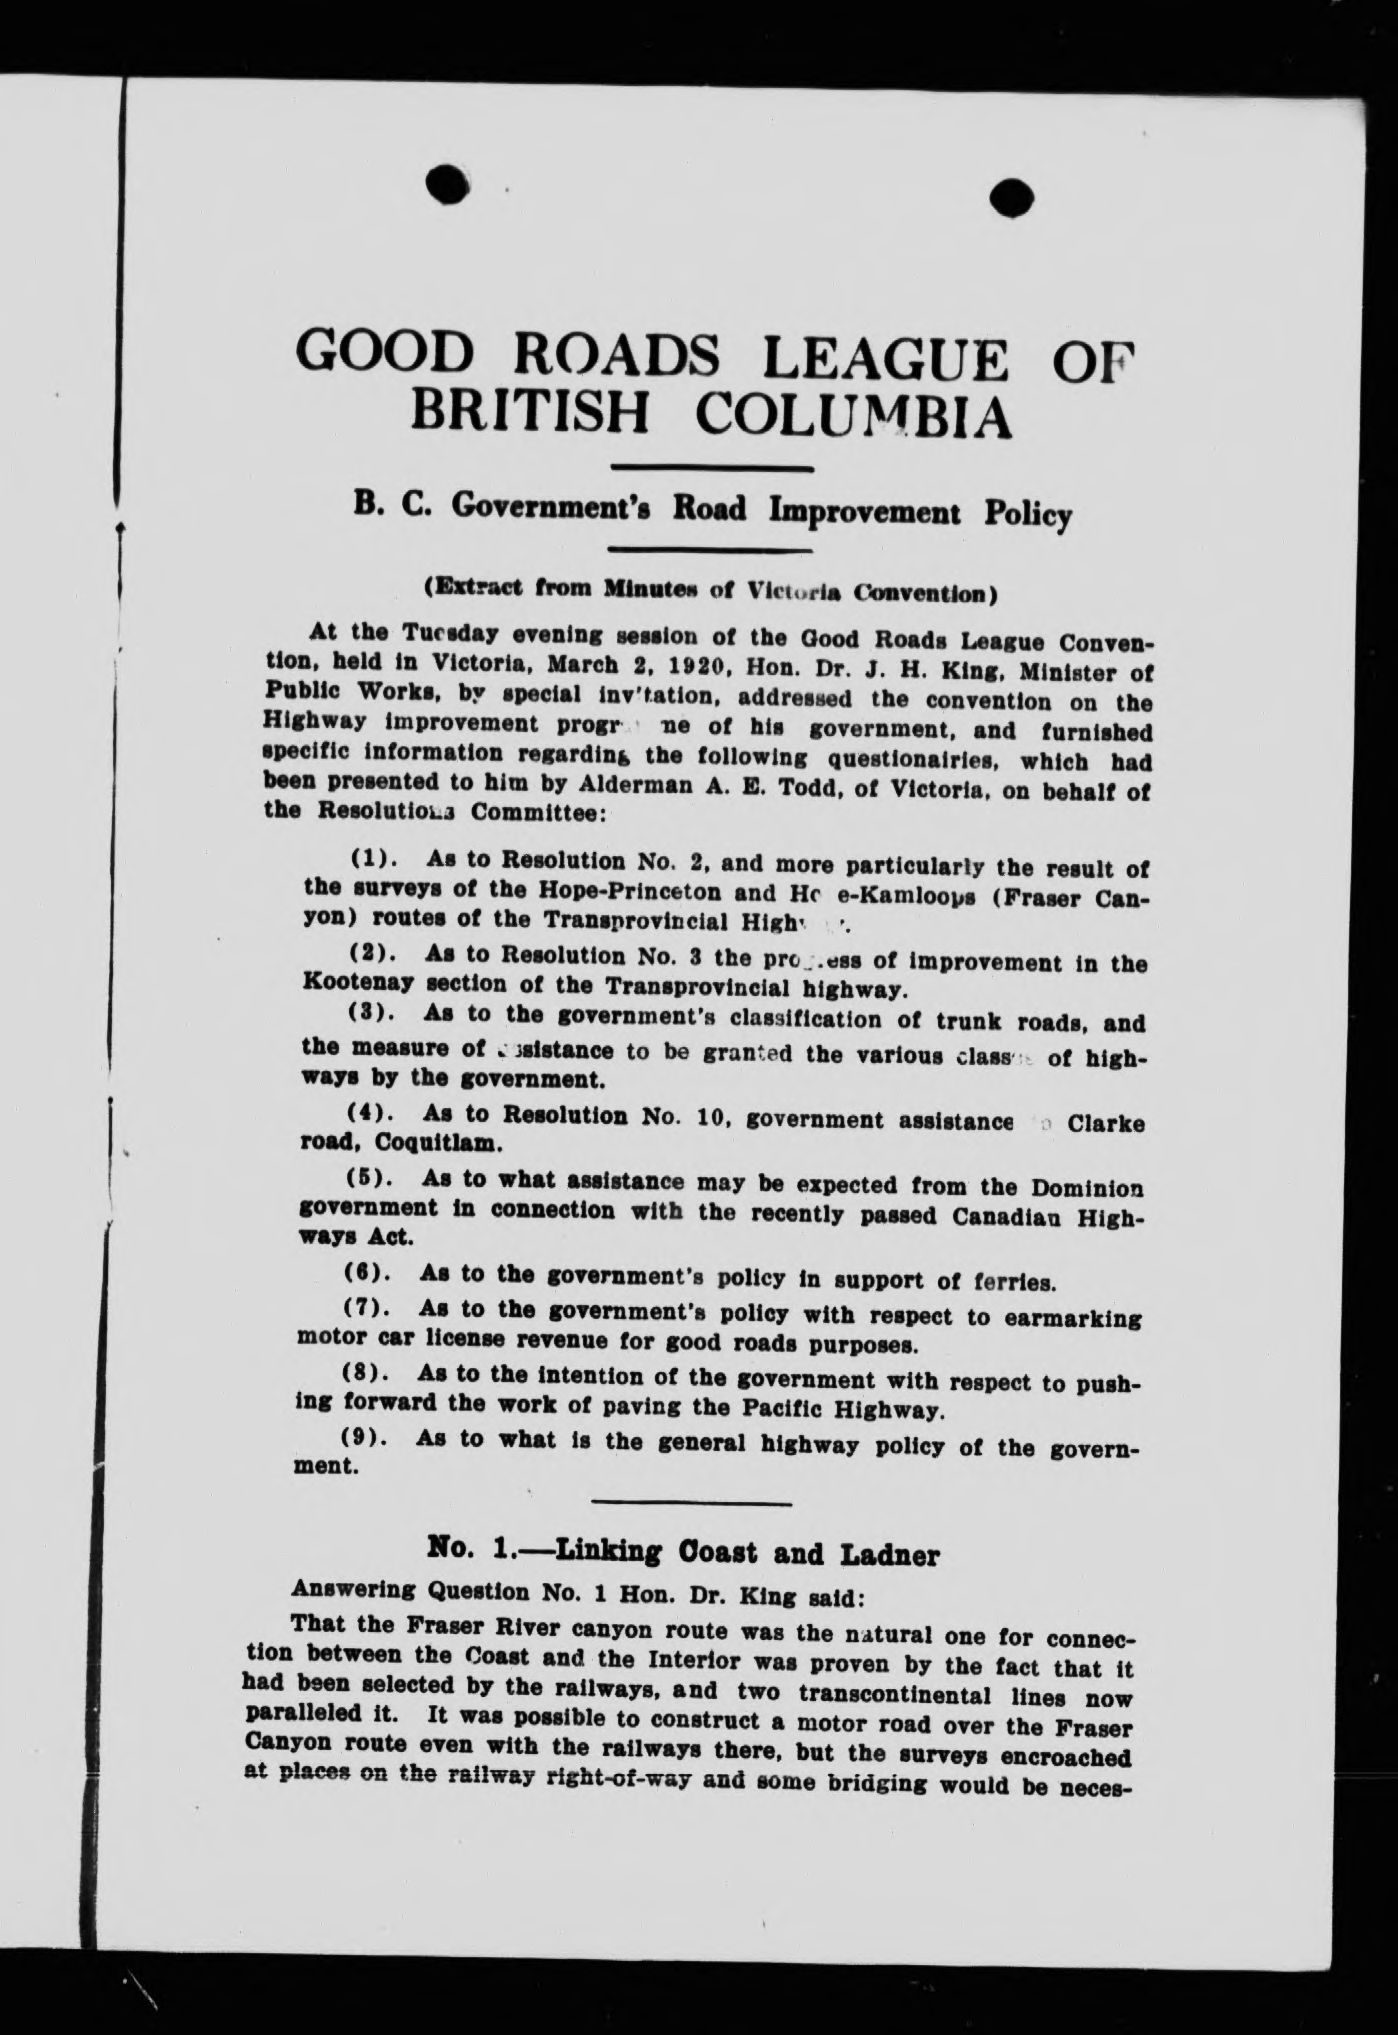 GOOD ROADS LEAGUE OF
BRITISH COLUMBIA
B. C. Government's Road Improvement Policy
(Extract from Minutes of Victoria Convention)
At the Tuesday evening session of the Good Roads League Conven-
tion, held in Victoria, March 2, 1920, Hon. Dr. J. H. King, Minister of
Public Works, by special inv'tation, addressed the convention on the
Highway improvement of his government, and furnished
specific information regarding the following questionairies, which had
been presented to him by Alderman A. E. Todd, of Victoria, on behalf of
the Resolutions Committee:
(1). As to Resolution No. 2, and more particularly the result of
the surveys of the Hope-Princeton and e-Kamloops (Fraser Can-
yon) routes of the Transprovincial
(2). As to Resolution No. 3 the of improvement in the
Kootenay section of the Transprovincial highway.
(3). As to the government's classification of trunk roads, and
the measure of assistance to be granted the various of high-
ways by the government.
(4). As to Resolution No. 10, government assistance Clarke
road, Coquitlam.
(5). As to what assistance may be expected from the Dominion
government in connection with the recently passed Canadian High-
ways Act.
(6). As to the government's policy in support of ferries.
(7). As to the government's policy with respect to earmarking
motor car license revenue for good roads purposes.
(8). As to the intention of the government with respect to push-
ing forward the work of paving the Pacific Highway.
(9). As to what is the general highway policy of the govern-
ment.
No. 1.—Linking Coast and Ladner
Answering Question No. 1 Hon. Dr. King said:
That the Fraser River canyon route was the natural one for connec-
tion between the Coast and the Interior was proven by the fact that it
had been selected by the railways, and two transcontinental lines now
paralleled it. It was possible to construct a motor road over the Fraser
Canyon route even with the railways there, but the surveys encroached
at places on the railway right-of-way and some bridging would be neces-